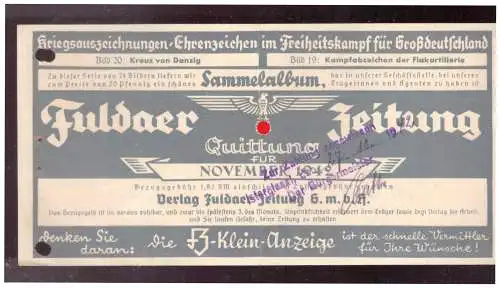 Kriegsauszeichnungen-Ehrenzeichen im Freiheitskampf für Großdeutschland
Bild 20: Kreuz von Danzig
Bild 19: Kampfabzeichen der Flakartillerie
Zu dieser Serie von 24 Bildern liefern wir
zum Preise von 20 Pfennig ein schönes
Sammelalbum,
das in unserer Geschäftsstelle, bei unseren
Trägerinnen und Agenten zu haben ist
Fuldaer Zeitung
Quittung
FÜR
NOVEMBER
Der Bürgermeister
Bezugsgebühr
Verlag Fuldaer Zeitung G.m.b.H.
denken Sie
daran:
die FZ-Klein-Anzeige
ist der schnelle Vermittler
für Ihre Wünsche!